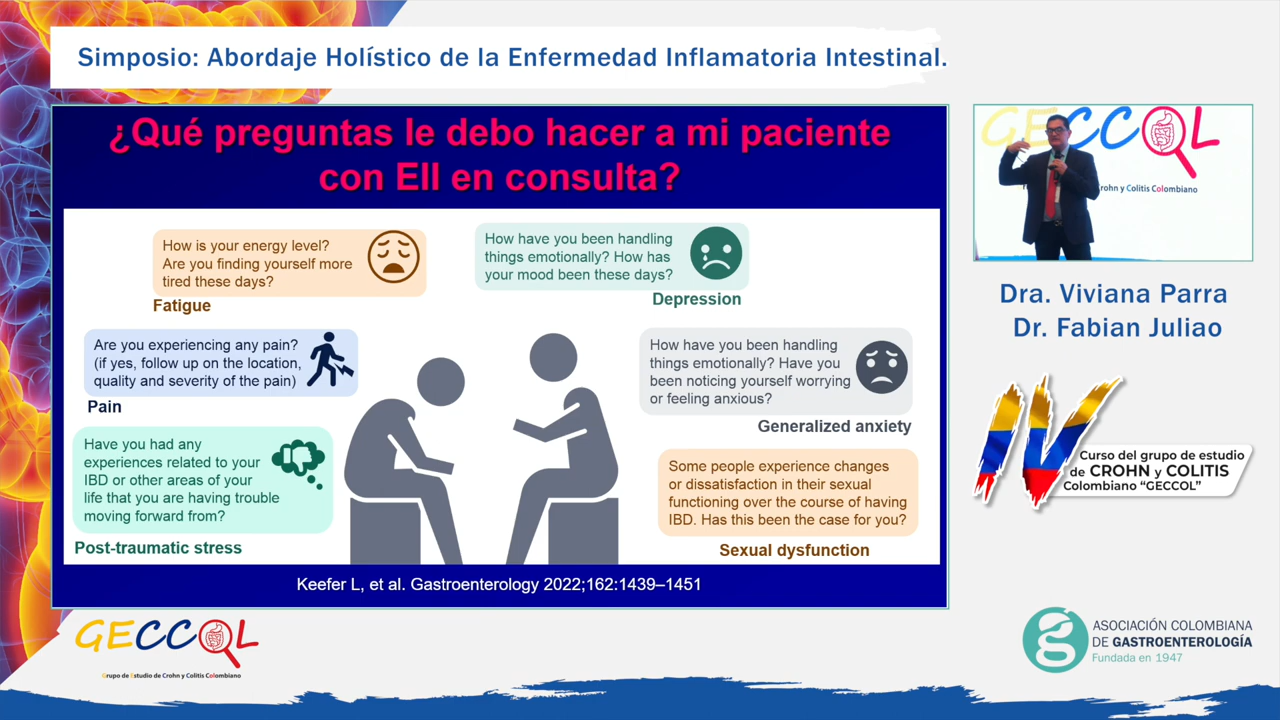 Simposio: Abordaje Holístico de la Enfermedad Inflamatoria Intestinal.
¿Qué preguntas le debo hacer a mi paciente
con EII en consulta?
How is your energy level?
Are you finding yourself more
tired these days?
Fatigue
How have you been handling
things emotionally? How has
your mood been these days?
Depression
Are you experiencing any pain?
(if yes, follow up on the location,
quality and severity of the pain)
Pain
How have you been handling
things emotionally? Have you
been noticing yourself worrying
or feeling anxious?
Generalized anxiety
Have you had any
experiences related to your
IBD or other areas of your
life that you are having trouble
moving forward from?
Post-traumatic stress
Some people experience changes
or dissatisfaction in their sexual
functioning over the course of having
IBD. Has this been the case for you?
Sexual dysfunction
Keefer L, et al. Gastroenterology 2022;162:1439–1451
GECCOL
Crohn y Colitis Colombiano
Dra. Viviana Parra
Dr. Fabian Juliao
IV
Curso del grupo de estudio
de CROHN y COLITIS
Colombiano "GECCOL"
GECCOL
Grupo de Estudio de Crohn y Colitis Colombiano
ASOCIACIÓN COLOMBIANA
DE GASTROENTEROLOGÍA
Fundada en 1947